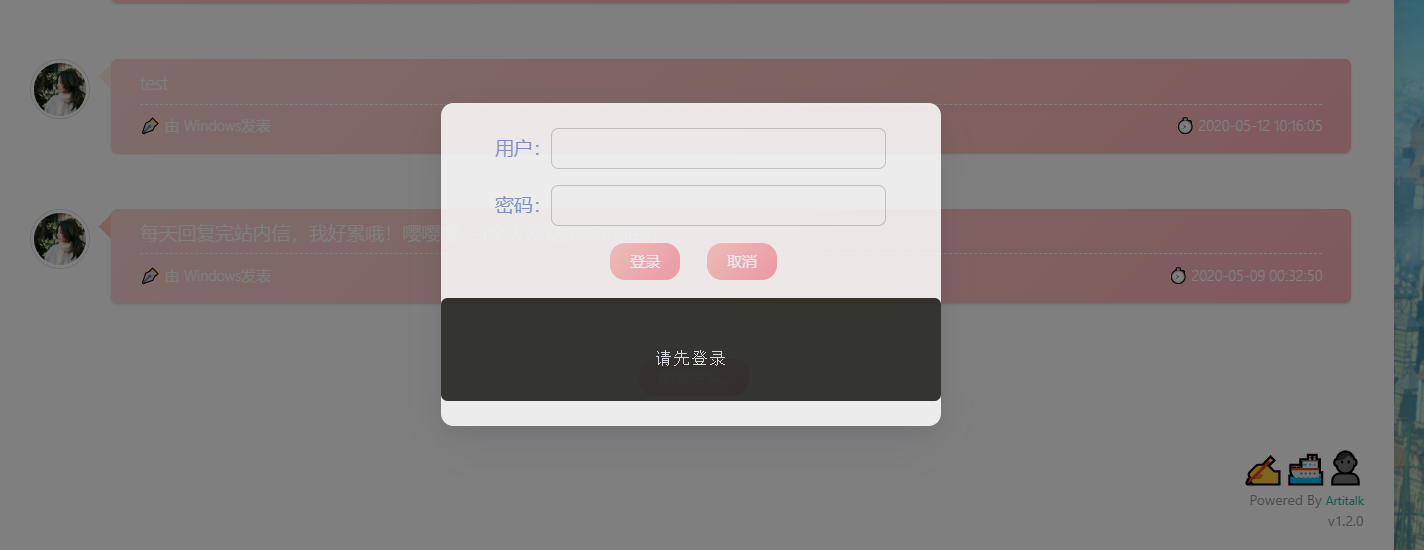 test
由 Windows发表
2020-05-12 10:16:05
用户：
密码：
每天回复完站内信，我好累哦！嘤嘤
登录
取消
由 Windows发表
2020-05-09 00:32:50
请先登录
Powered By Artitalk
v1.2.0